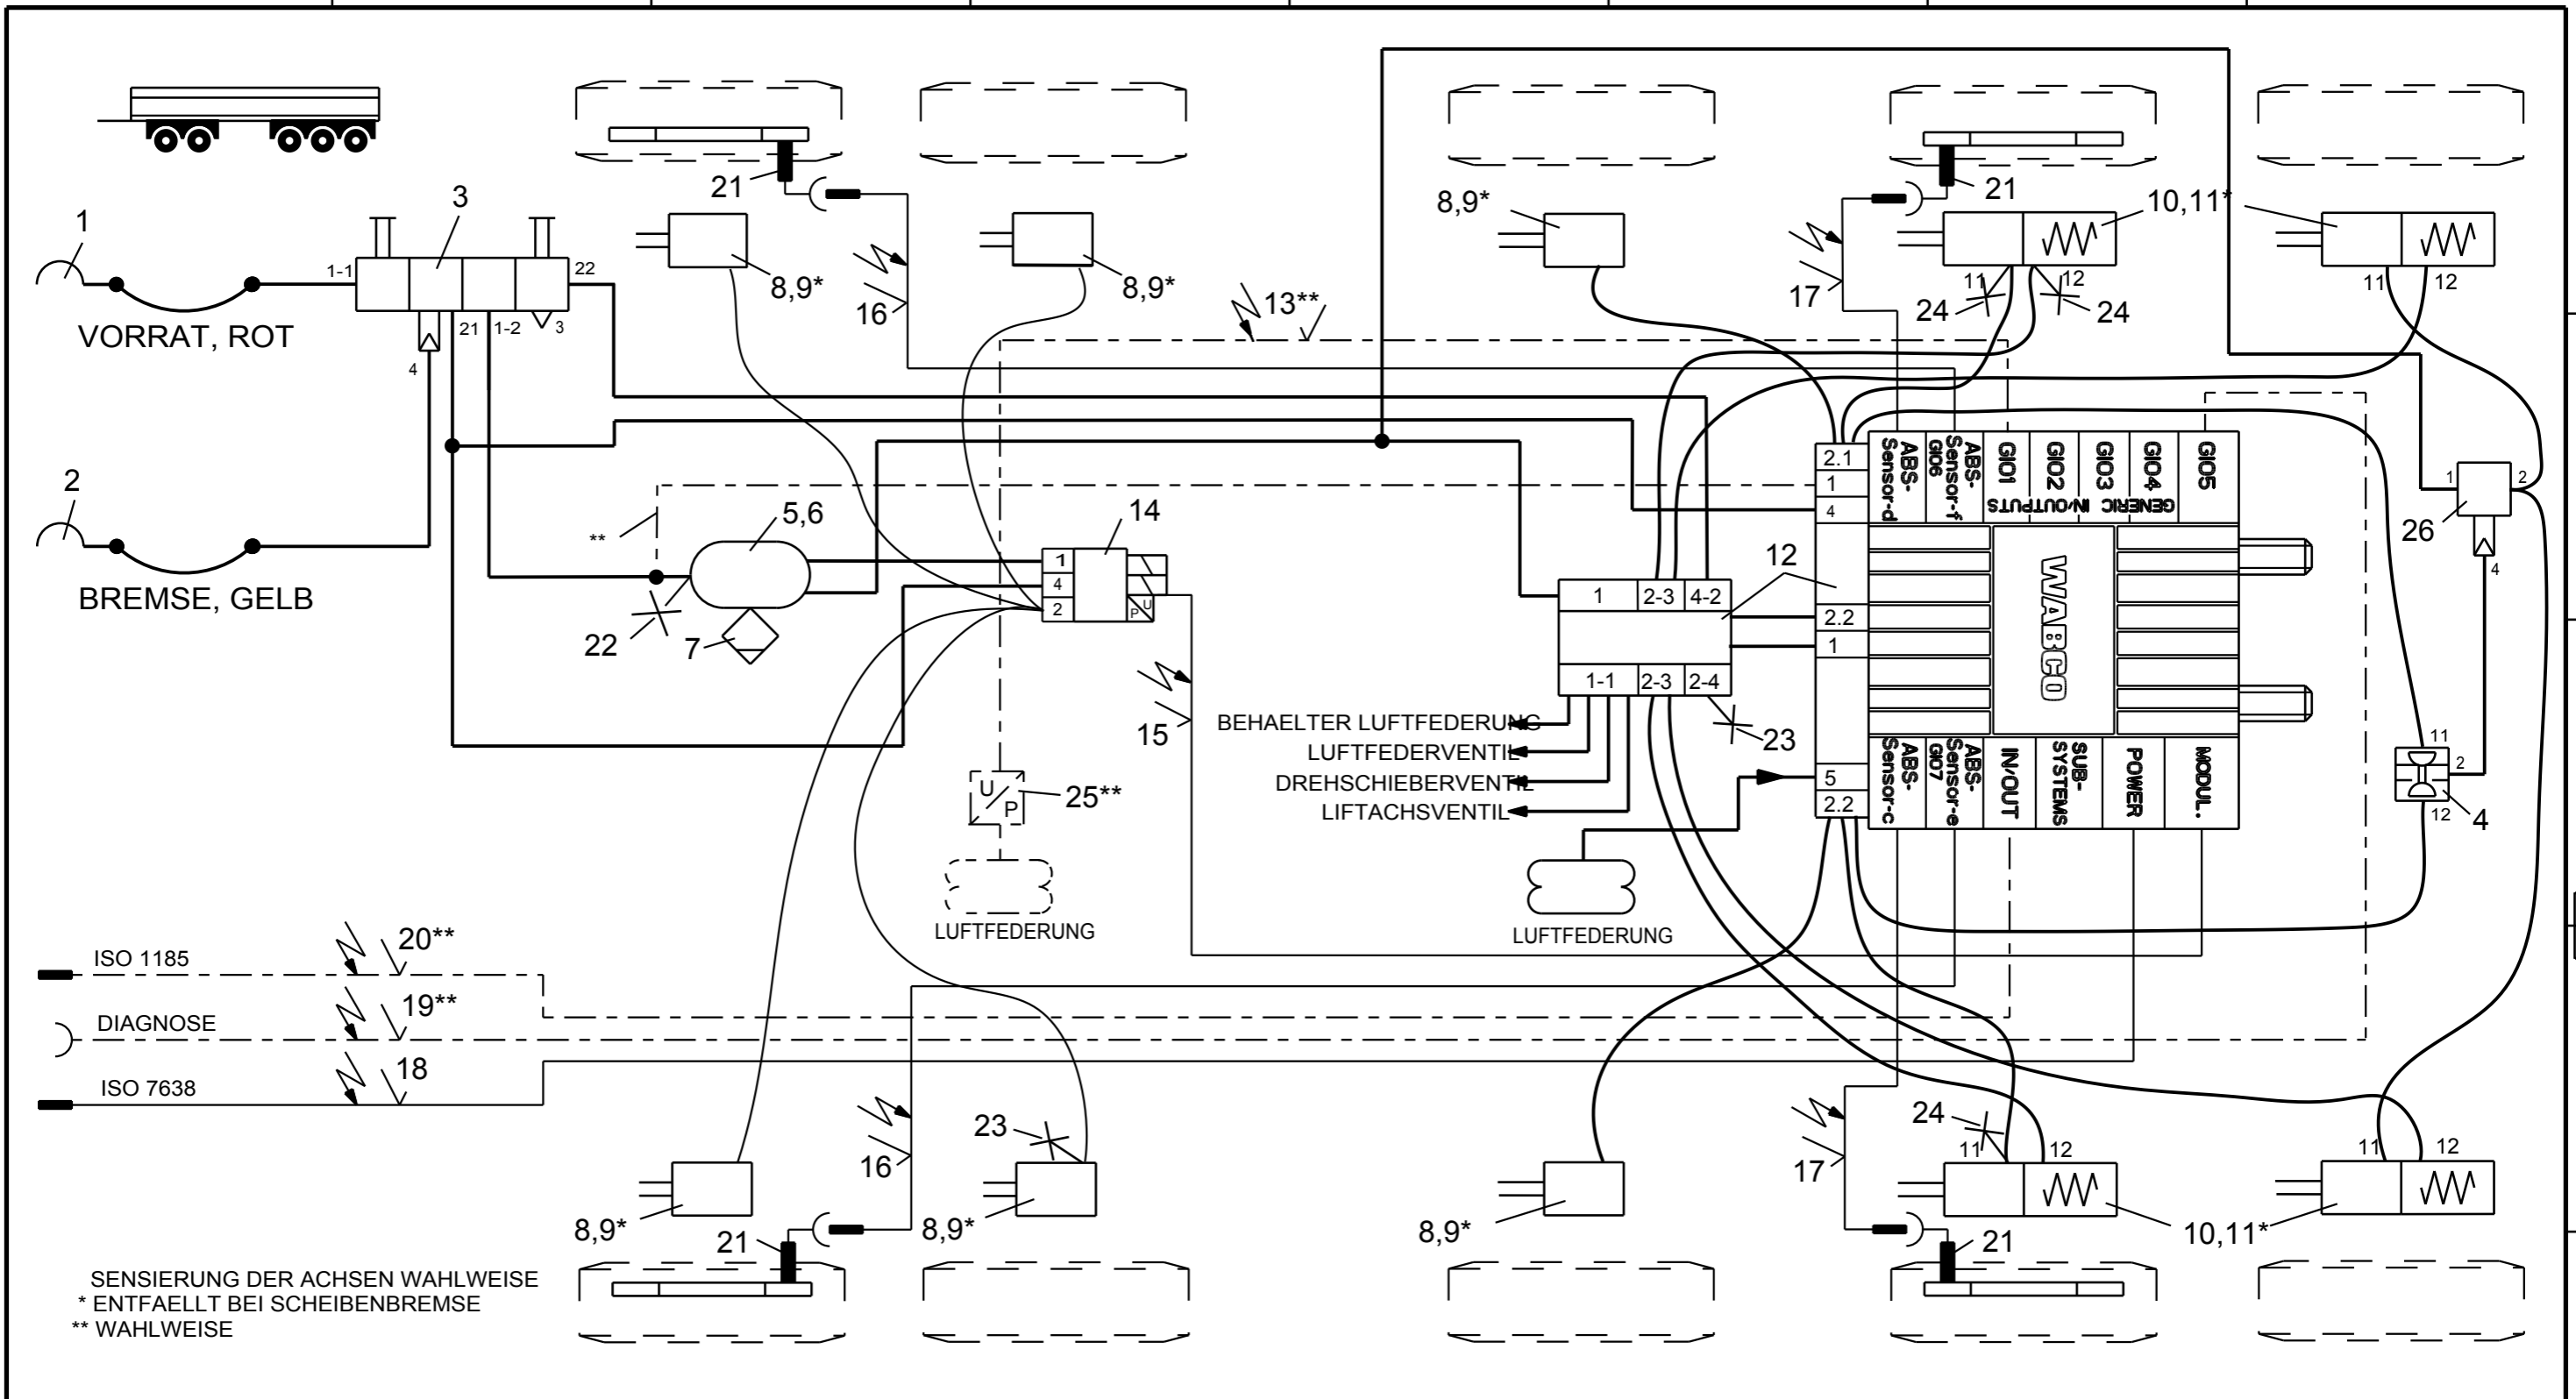 21
21
3
8,9*
10,11*
1
1-1
22
8,9*
8,9*
13**
16
17
11
12
24
24
11
12
VORRAT, ROT
21
1-2
3
4
2
5,6
14
**
BREMSE, GELB
22
7
1
4
2
P
U
15
12
1
2-3
4-2
1-1
2-3
2-4
23
BEHAELTER LUFTFEDERUNG
LUFTFEDERVENTIL
DREHSCHIEBERVENTIL
LIFTACHSVENTIL
2.1
1
4
2.2
1
5
2.2
ABS-
Sensor-d
ABS-
Sensor-f
GIO6
GIO1
GIO2
GIO3
GIO4
GIO5
GENERIC IN/OUTPUTS
WABCO
ABS-
Sensor-c
ABS-
Sensor-e
GIO7
IN/OUT
SUB-
SYSTEMS
POWER
MODUL.
1
2
26
4
11
2
12
4
U
P
25**
LUFTFEDERUNG
LUFTFEDERUNG
ISO 1185
20**
DIAGNOSE
19**
ISO 7638
18
16
23
17
24
11
12
11
12
8,9*
8,9*
8,9*
10,11*
21
21
SENSIERUNG DER ACHSEN WAHLWEISE
* ENTFAELLT BEI SCHEIBENBREMSE
** WAHLWEISE